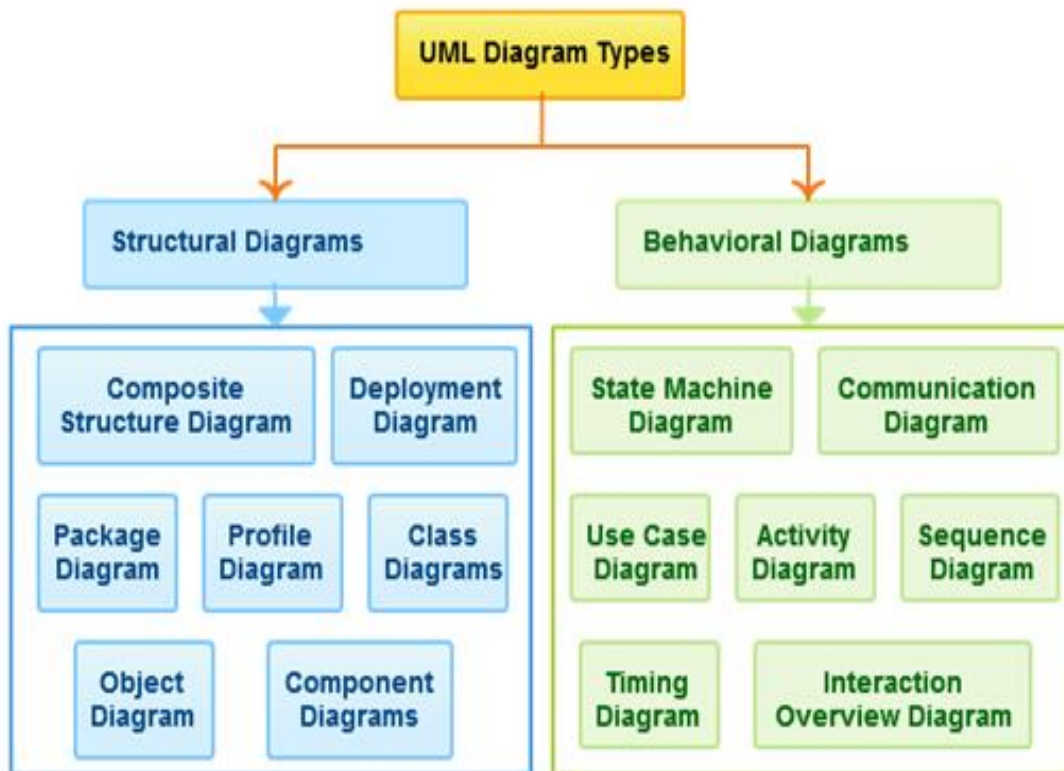 UML Diagram Types
Structural Diagrams
Behavioral Diagrams
Composite
Structure Diagram
Deployment
Diagram
Package
Diagram
Profile
Diagram
Class
Diagrams
Object
Diagram
Component
Diagrams
State Machine
Diagram
Communication
Diagram
Use Case
Diagram
Activity
Diagram
Sequence
Diagram
Timing
Diagram
Interaction
Overview Diagram